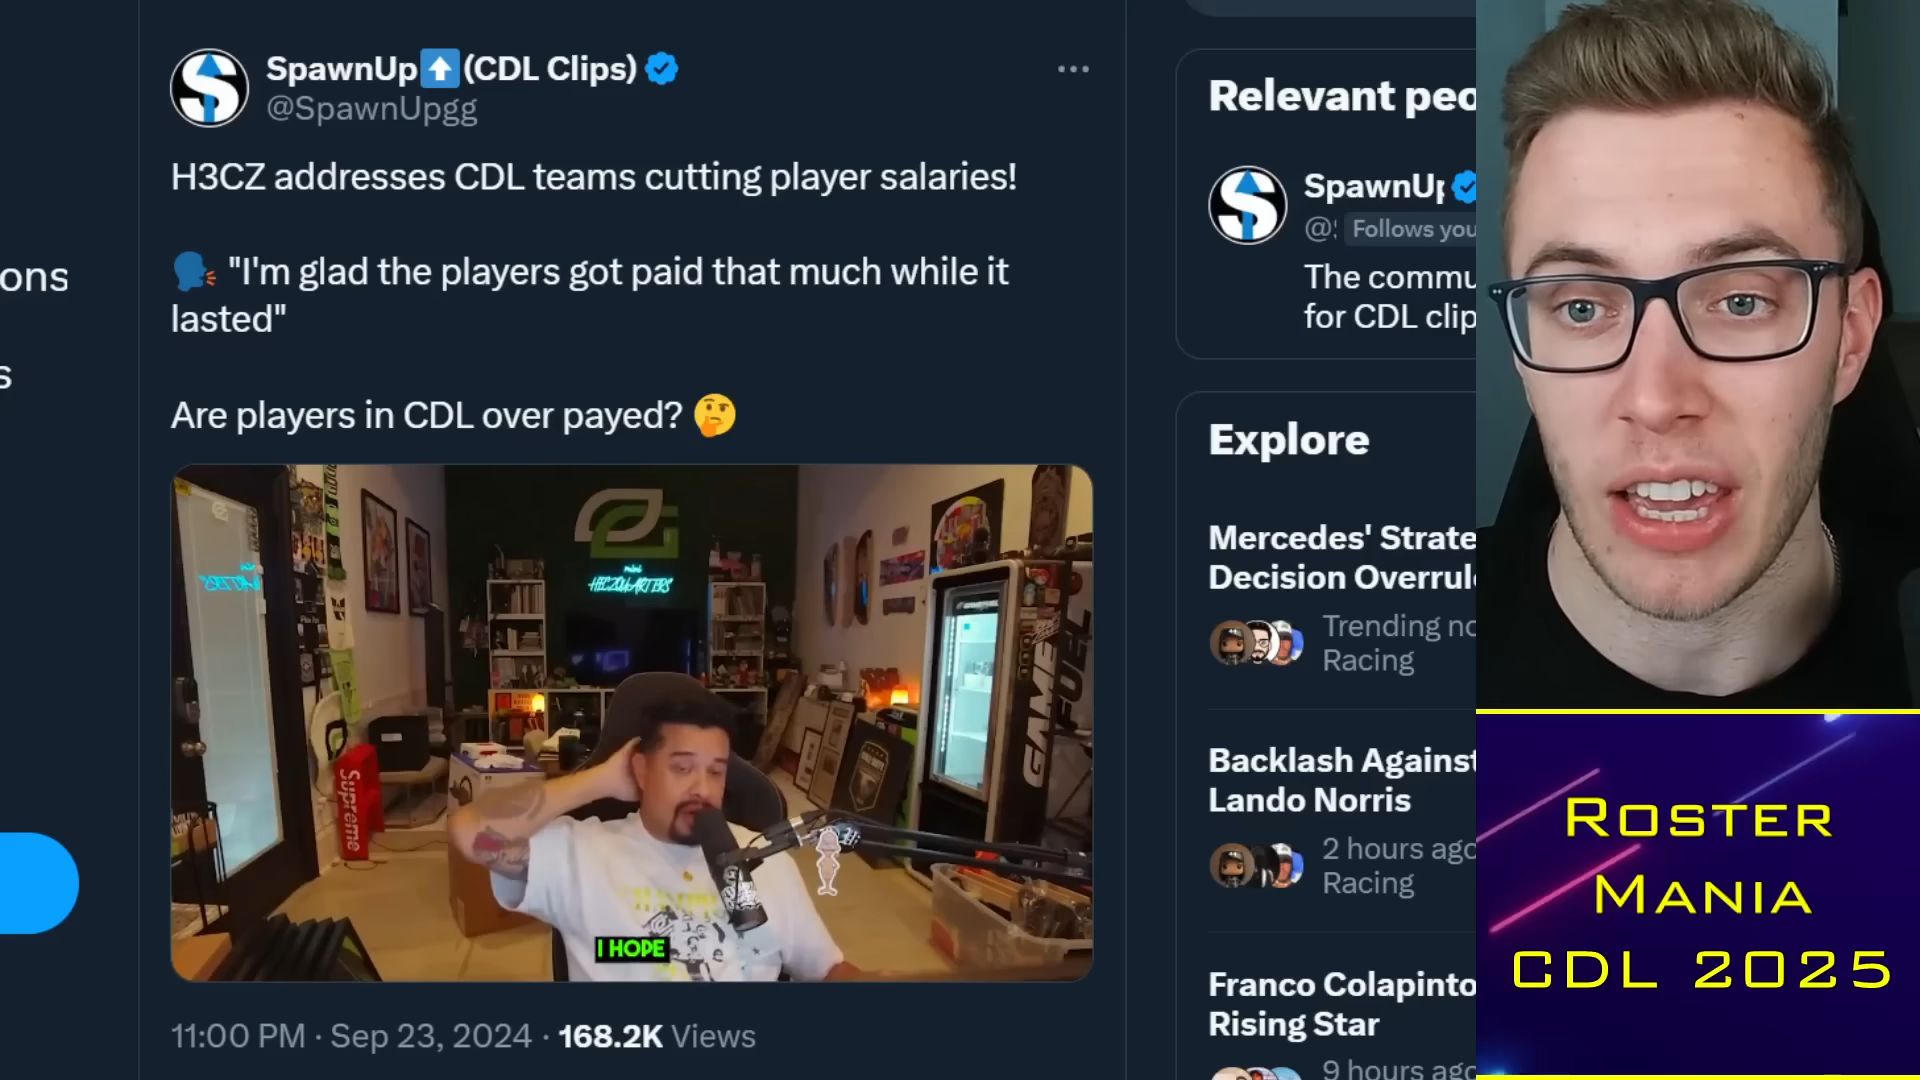 SpawnUp⬆(CDL Clips)
@SpawnUpgg
H3CZ addresses CDL teams cutting player salaries!
🗣 "I'm glad the players got paid that much while it
lasted"
Are players in CDL over payed? 🤔
mini
HECZQUARTERS
Supreme
GAME FUEL
I HOPE
11:00 PM · Sep 23, 2024 · 168.2K Views
ons
s
Relevant peo
SpawnUp
@S Follows you
The commu
for CDL clip
Explore
Mercedes' Strate
Decision Overrul
Trending no
Racing
Backlash Against
Lando Norris
2 hours ago
Racing
Franco Colapinto
Rising Star
9 hours ago
ROSTER
MANIA
CDL 2025